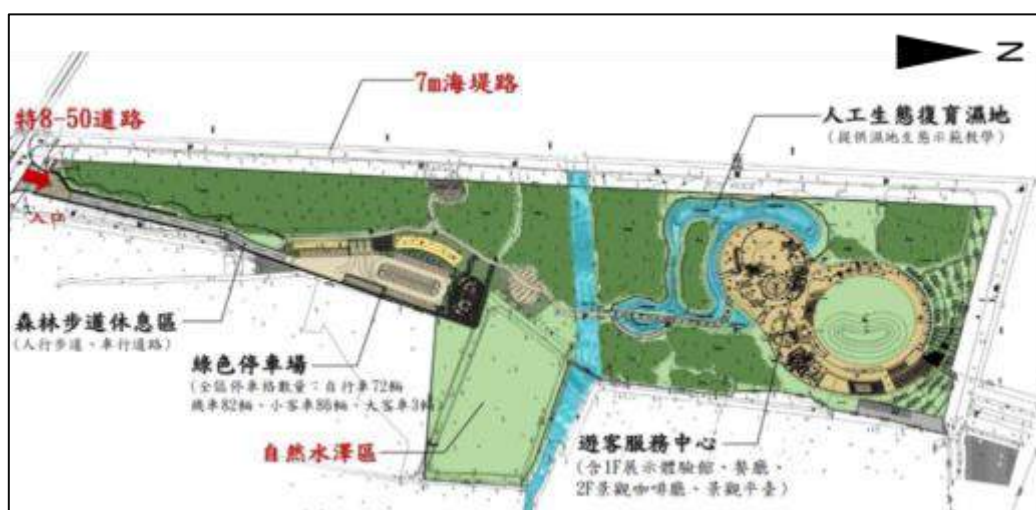 N
7m海堤路
特8-50道路
人工生態復育濕地
(提供濕地生態示範教學)
入口
森林步道休息區
(人行步道、車行道路)
綠色停車場
(全區停車格數量：自行車72輛
機車82輛、小客車86輛、大客車3輛)
自然水澤區
遊客服務中心
(含1F展示體驗館、餐廳、
2F景觀咖啡廳、景觀平臺)